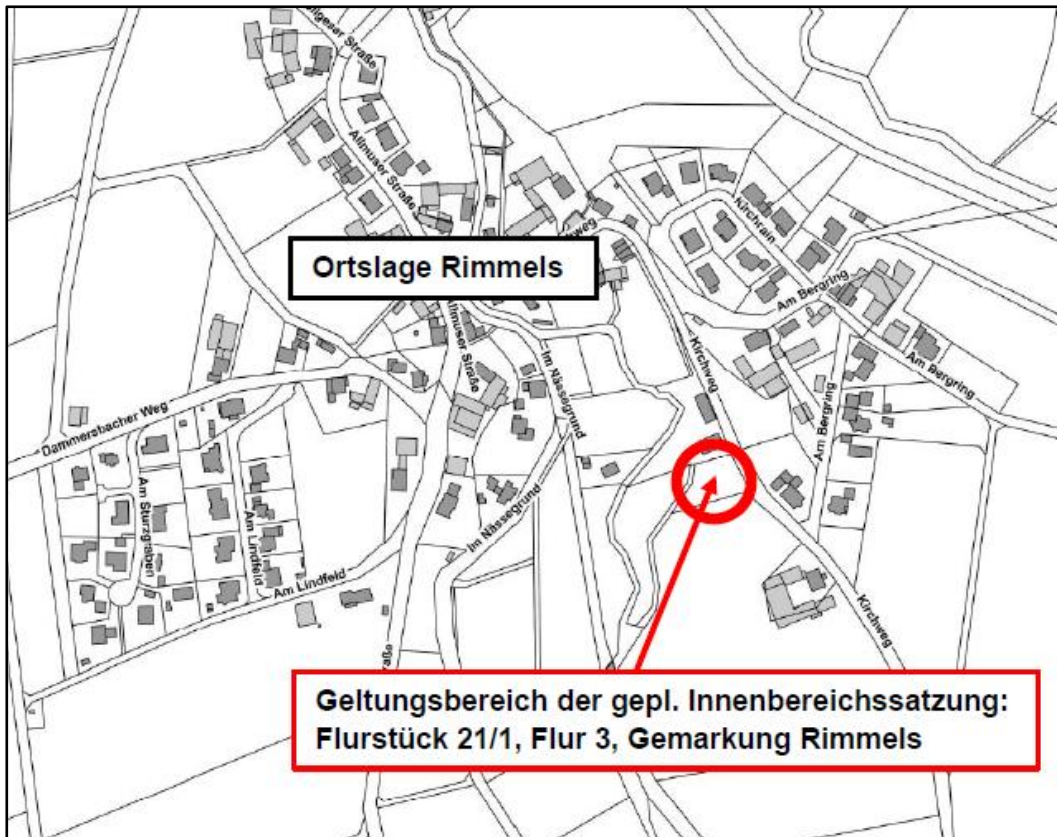 Allmuser Straße
Kirchrain
Ortslage Rimmels
Am Bergring
Allmuser Straße
Im Nässegrund
Kirchweg
Am Bergring
Dammersbacher Weg
Am Bergring
Am Sturzgraben
Am Lindfeld
Im Nässegrund
Am Lindfeld
Kirchweg
Geltungsbereich der gepl. Innenbereichssatzung:
Flurstück 21/1, Flur 3, Gemarkung Rimmels